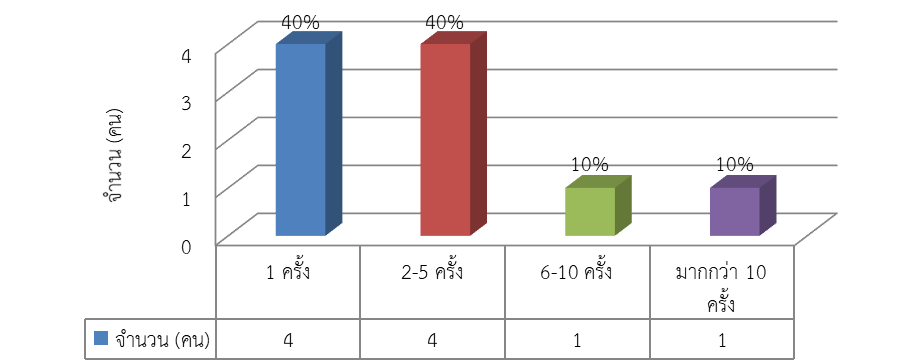 40%
40%
10%
10%
จำนวน (คน)
4
3
2
1
0
1 ครั้ง
2-5 ครั้ง
6-10 ครั้ง
มากกว่า 10
ครั้ง
จำนวน (คน)
4
4
1
1